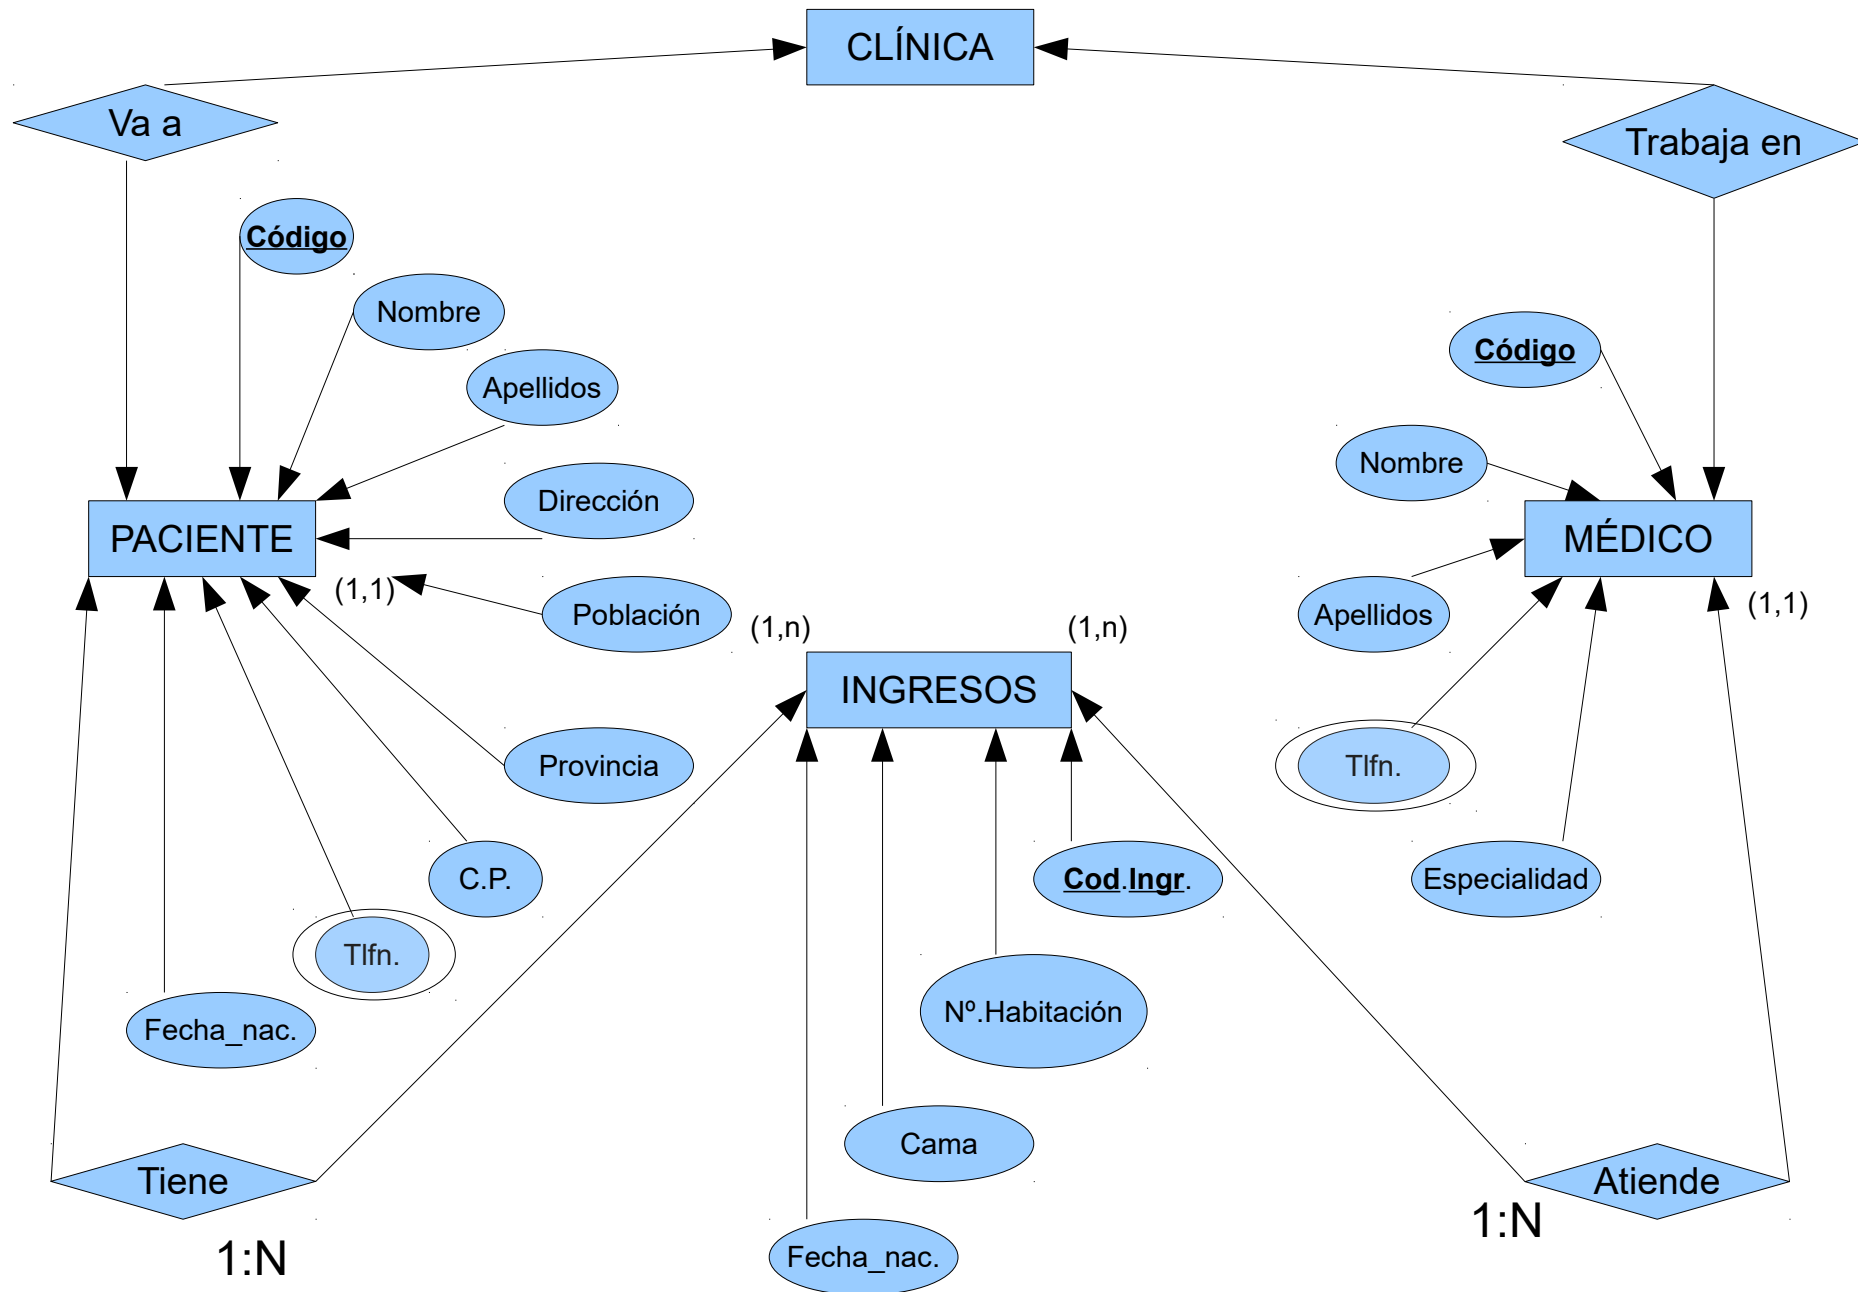 CLÍNICA
Va a
Trabaja en
Código
Nombre
Apellidos
Dirección
PACIENTE
(1,1)
Población
Provincia
C.P.
Tlfn.
Fecha_nac.
Tiene
1:N
(1,n)
(1,n)
INGRESOS
Cod.Ingr.
Nº.Habitación
Cama
Fecha_nac.
Código
Nombre
MÉDICO
(1,1)
Apellidos
Tlfn.
Especialidad
Atiende
1:N